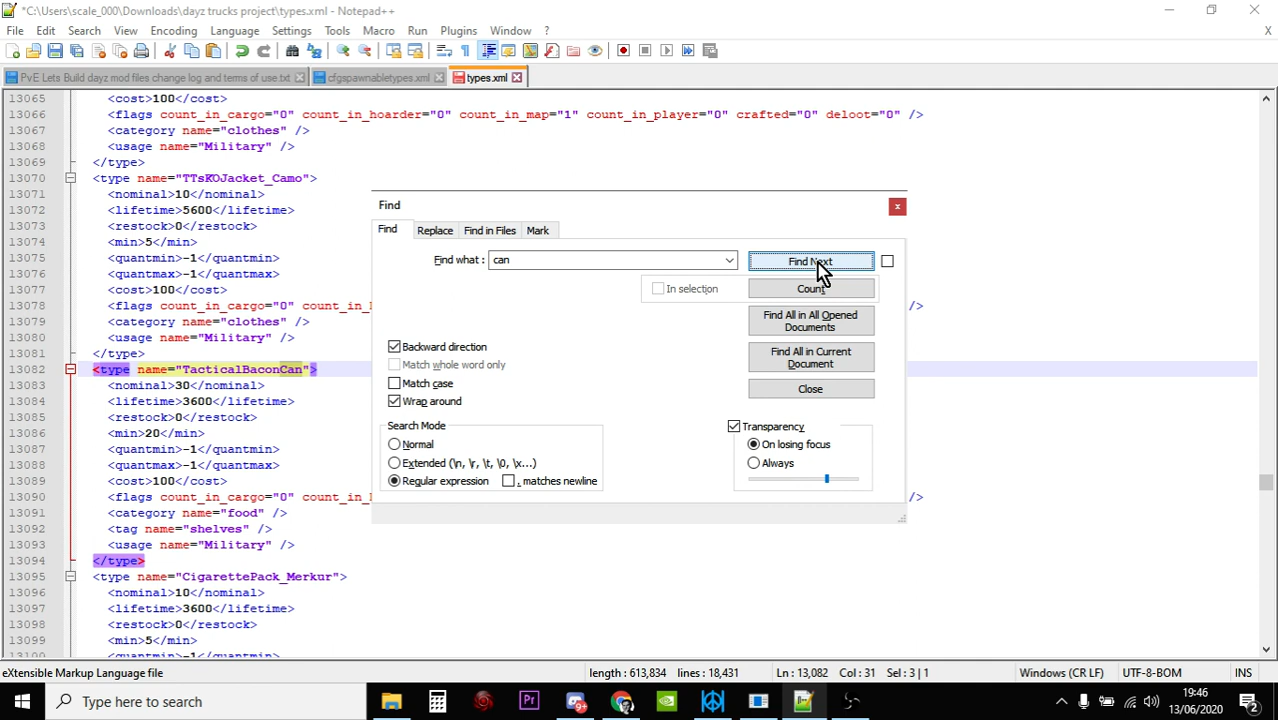 *C:\Users\scale_000\Downloads\dayz trucks project\types.xml - Notepad++
File Edit Search View Encoding Language Settings Tools Macro Run Plugins Window ? X
PvE Lets Build dayz mod files change log and terms of use.txt cfgspawnabletypes.xml types.xml
13065 <cost>100</cost>
13066 <flags count_in_cargo="0" count_in_hoarder="0" count_in_map="1" count_in_player="0" crafted="0" deloot="0" />
13067 <category name="clothes" />
13068 <usage name="Military" />
13069 </type>
13070 <type name="TTsKOJacket_Camo">
13071 <nominal>10</nominal>
13072 <lifetime>5600</lifetime>
13073 <restock>0</restock>
13074 <min>5</min>
13075 <quantmin>-1</quantmin>
13076 <quantmax>-1</quantmax>
13077 <cost>100</cost>
13078 <flags count_in_cargo="0" count_in_h />
13079 <category name="clothes" />
13080 <usage name="Military" />
13081 </type>
13082 <type name="TacticalBaconCan">
13083 <nominal>30</nominal>
13084 <lifetime>3600</lifetime>
13085 <restock>0</restock>
13086 <min>20</min>
13087 <quantmin>-1</quantmin>
13088 <quantmax>-1</quantmax>
13089 <cost>100</cost>
13090 <flags count_in_cargo="0" count_in_h />
13091 <category name="food" />
13092 <tag name="shelves" />
13093 <usage name="Military" />
13094 </type>
13095 <type name="CigarettePack_Merkur">
13096 <nominal>10</nominal>
13097 <lifetime>3600</lifetime>
13098 <restock>0</restock>
13099 <min>5</min>
13100 <quantmin>-1</quantmin>
Find
Find Replace Find in Files Mark
Find what : can Find Next
In selection Count
Find All in All Opened
Documents
Backward direction
Match whole word only
Find All in Current
Document
Match case
Close
Wrap around
Search Mode
Transparency
Normal
On losing focus
Extended (\n, \r, \t, \0, \x...)
Always
Regular expression . matches newline
eXtensible Markup Language file length : 613,834 lines : 18,431 Ln : 13,082 Col : 31 Sel : 3 | 1 Windows (CR LF) UTF-8-BOM INS
Type here to search
19:46
13/06/2020